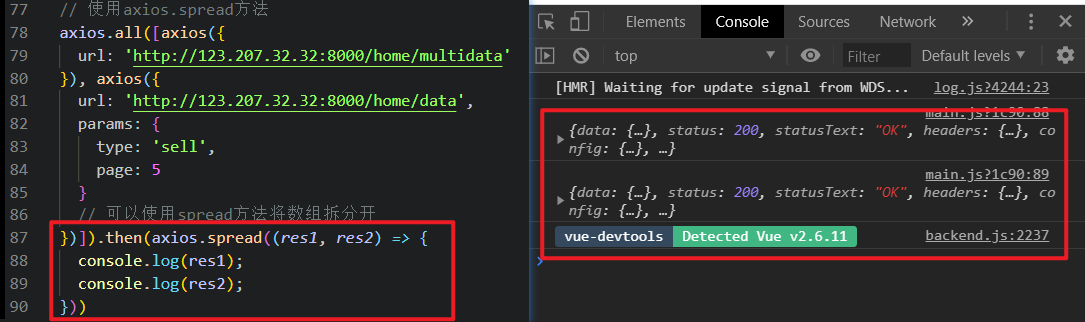 77 // 使用axios.spread方法
78 axios.all([axios({
79 url: 'http://123.207.32.32:8000/home/multidata'
80 }), axios({
81 url: 'http://123.207.32.32:8000/home/data',
82 params: {
83 type: 'sell',
84 page: 5
85 }
86 // 可以使用spread方法将数组拆分开
87 })]).then(axios.spread((res1, res2) => {
88 console.log(res1);
89 console.log(res2);
90 }))
Elements Console Sources Network »
top Filter Default levels
[HMR] Waiting for update signal from WDS... log.js?4244:23
main.js?1c90:88
{data: {…}, status: 200, statusText: "OK", headers: {…}, co
nfig: {…}, …}
main.js?1c90:89
{data: {…}, status: 200, statusText: "OK", headers: {…}, co
nfig: {…}, …}
vue-devtools Detected Vue v2.6.11 backend.js:2237